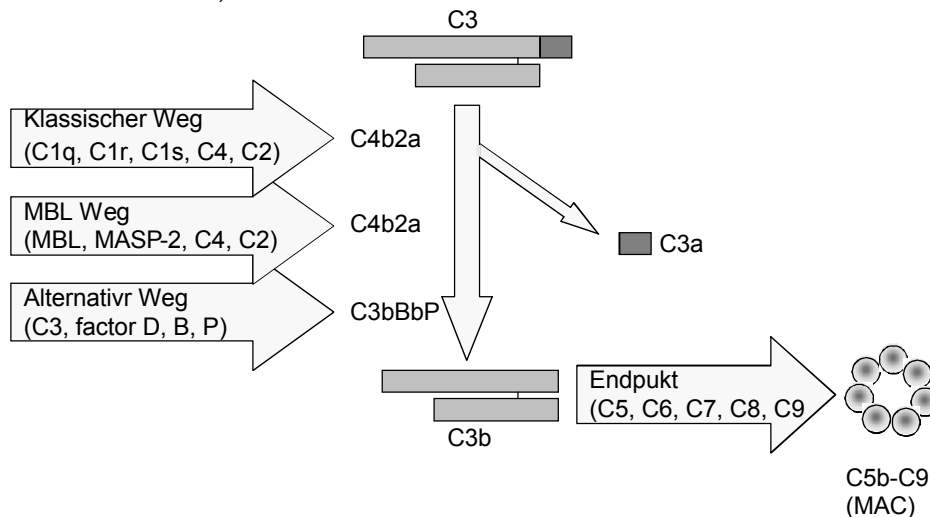 C3
Klassischer Weg
(C1q, C1r, C1s, C4, C2)
C4b2a
MBL Weg
(MBL, MASP-2, C4, C2)
C4b2a
C3a
Alternativr Weg
(C3, factor D, B, P)
C3bBbP
Endpukt
(C5, C6, C7, C8, C9
C3b
C5b-C9
(MAC)